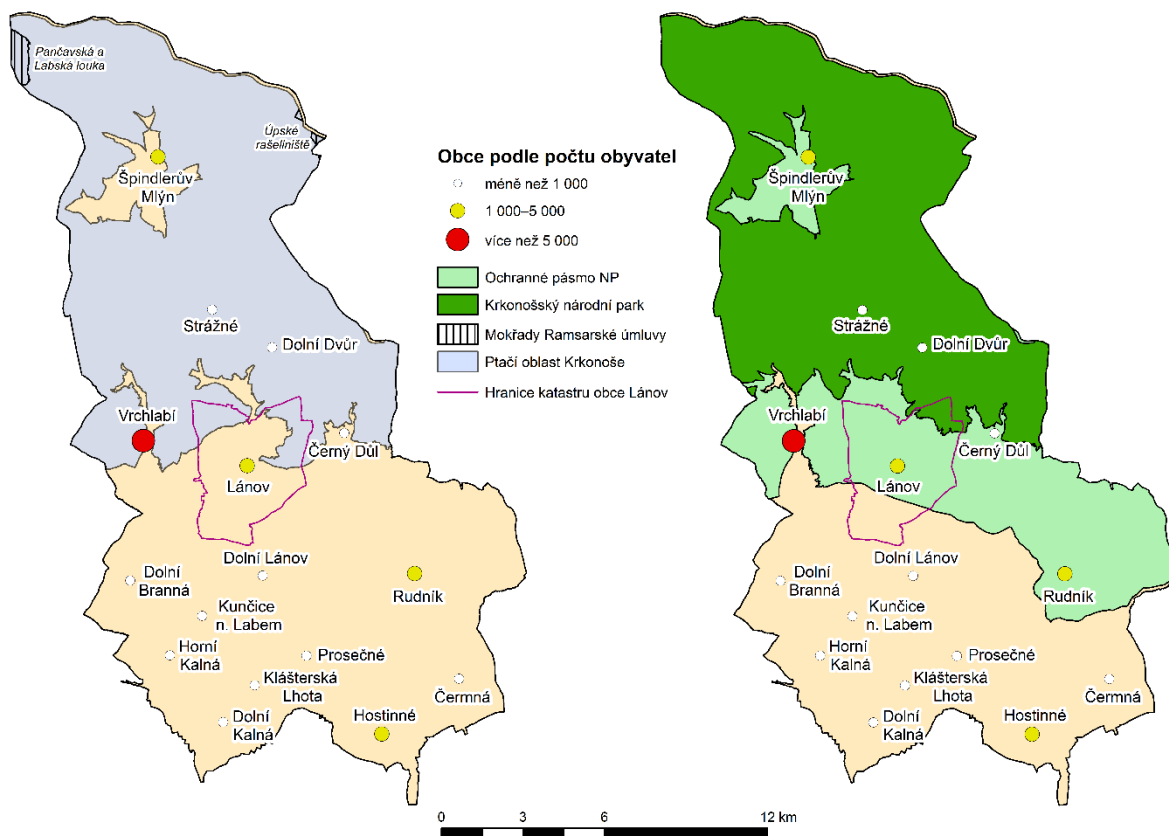 Pančavská a
Labská louka
Úpské
rašeliniště
Špindlerův
Mlýn
Strážné
Dolní Dvůr
Vrchlabí
Černý Důl
Lánov
Dolní Lánov
Dolní
Branná
Rudník
Kunčice
n. Labem
Horní
Kalná
Prosečné
Klášterská
Lhota
Čermná
Dolní
Kalná
Hostinné
Obce podle počtu obyvatel
méně než 1 000
1 000–5 000
více než 5 000
Ochranné pásmo NP
Krkonošský národní park
Mokřady Ramsarské úmluvy
Ptačí oblast Krkonoše
Hranice katastru obce Lánov
Špindlerův
Mlýn
Strážné
Dolní Dvůr
Vrchlabí
Černý Důl
Lánov
Dolní Lánov
Dolní
Branná
Rudník
Kunčice
n. Labem
Horní
Kalná
Prosečné
Klášterská
Lhota
Čermná
Dolní
Kalná
Hostinné
0 3 6 12 km